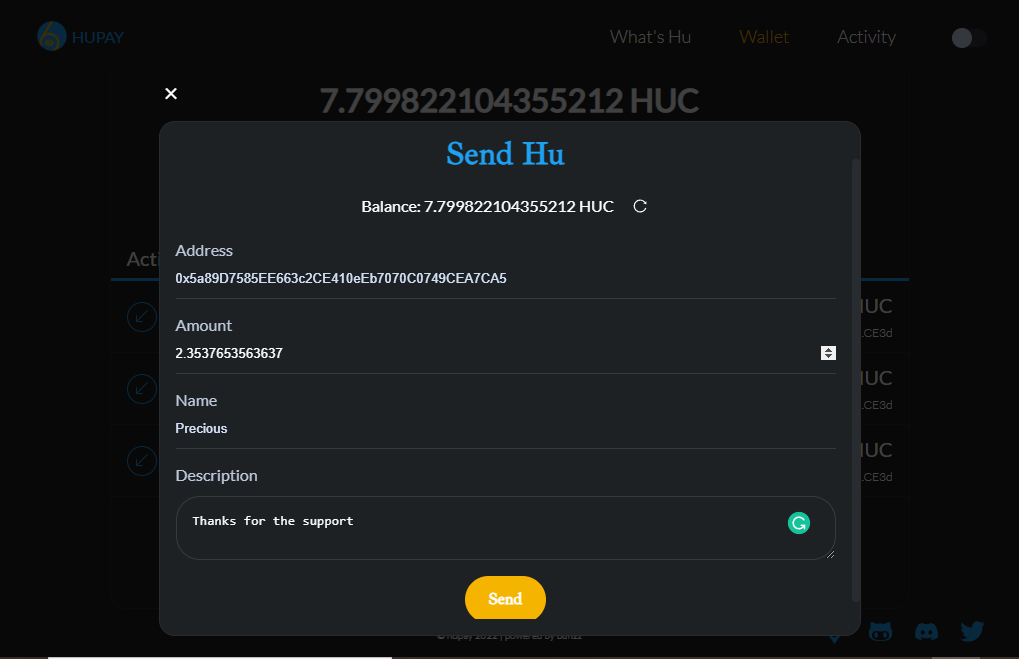 HUPAY
What's Hu
Wallet
Activity
7.799822104355212 HUC
Send Hu
Balance: 7.799822104355212 HUC
Address
0x5a89D7585EE663c2CE410eEb7070C0749CEA7CA5
Acti
HUC
.CE3d
Amount
2.3537653563637
HUC
.CE3d
Name
Precious
HUC
.CE3d
Description
Thanks for the support
Send
© hupay 2022 | powered by